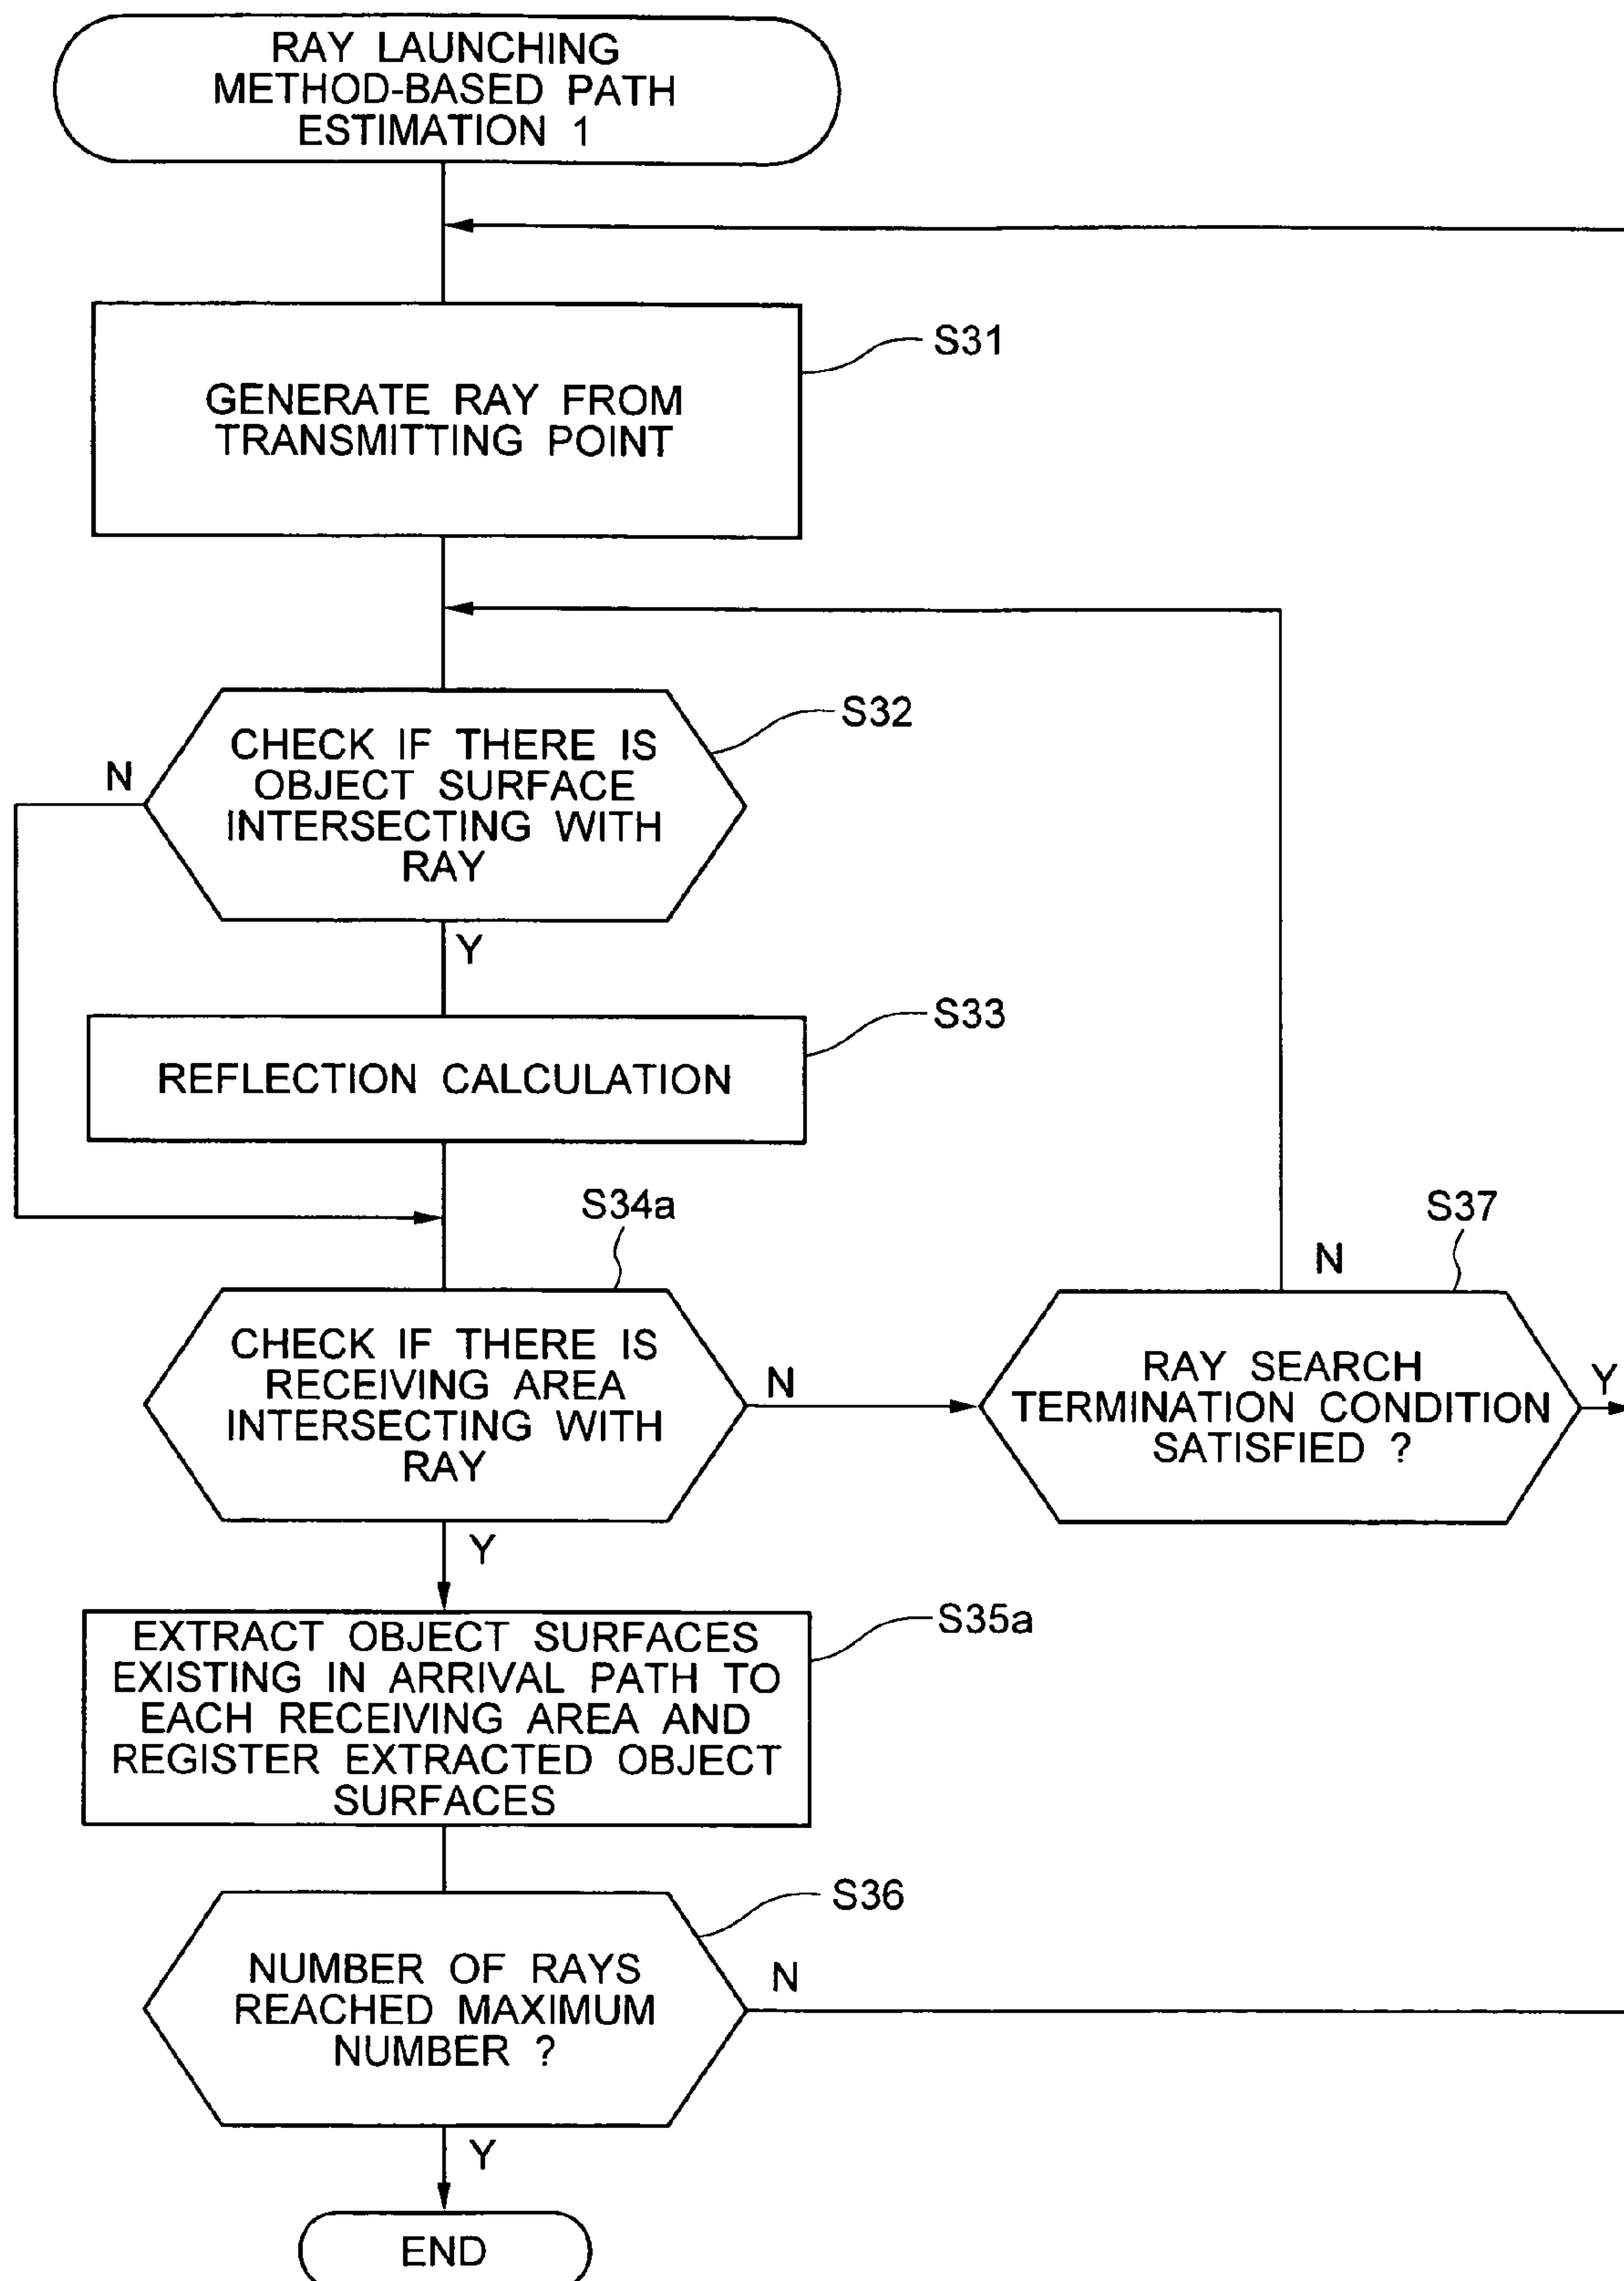 RAY LAUNCHING
METHOD-BASED PATH
ESTIMATION 1
S31
GENERATE RAY FROM
TRANSMITTING POINT
S32
CHECK IF THERE IS
OBJECT SURFACE
INTERSECTING WITH
RAY
N
Y
S33
REFLECTION CALCULATION
S34a
CHECK IF THERE IS
RECEIVING AREA
INTERSECTING WITH
RAY
N
Y
S37
N
RAY SEARCH
TERMINATION CONDITION
SATISFIED ?
Y
S35a
EXTRACT OBJECT SURFACES
EXISTING IN ARRIVAL PATH TO
EACH RECEIVING AREA AND
REGISTER EXTRACTED OBJECT
SURFACES
S36
NUMBER OF RAYS
REACHED MAXIMUM
NUMBER ?
N
Y
END